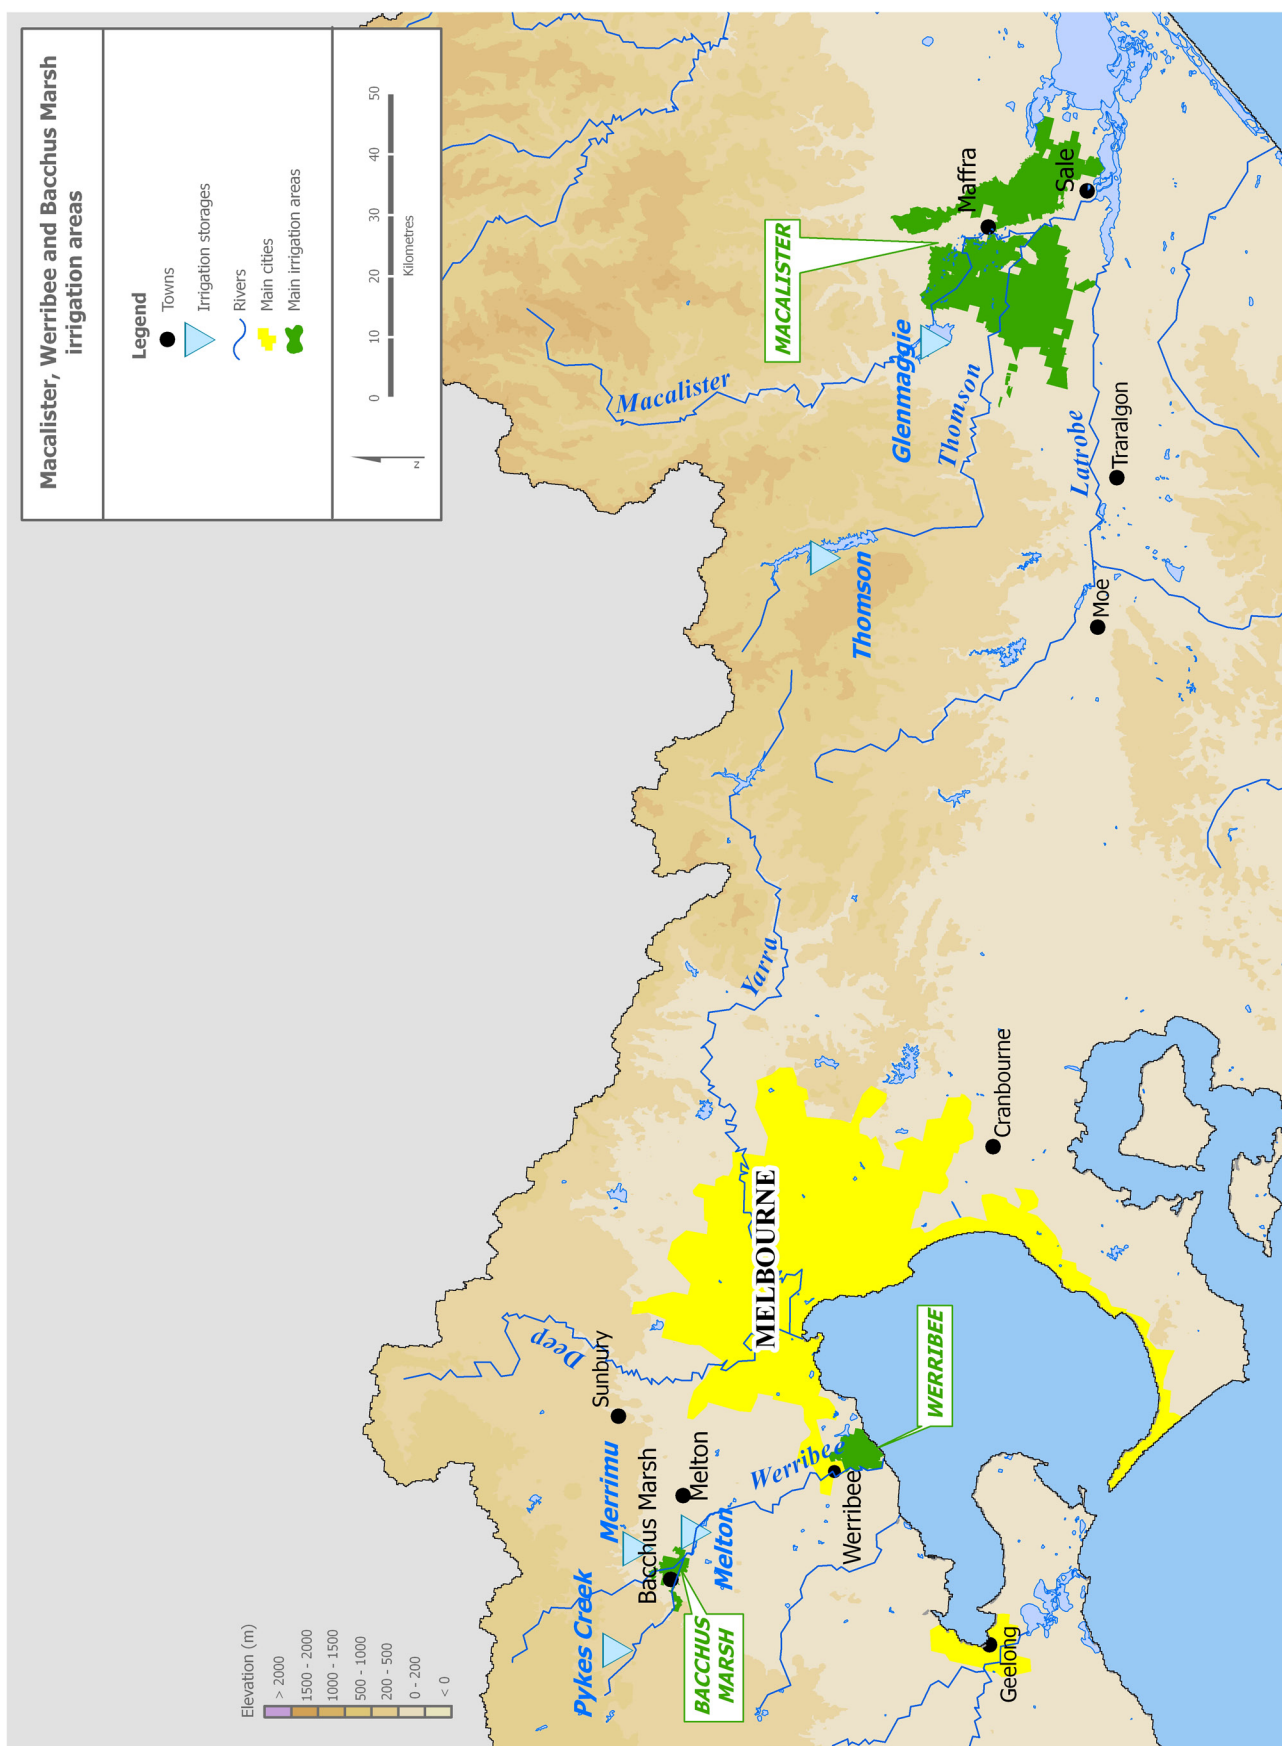 Macalister, Werribee and Bacchus Marsh
irrigation areas
Legend
Towns
Irrigation storages
Rivers
Main cities
Main irrigation areas
0 10 20 30 40 50
Kilometres
N
Elevation (m)
> 2000
1500 - 2000
1000 - 1500
500 - 1000
200 - 500
0 - 200
< 0
Pykes Creek
Merrimu
Bacchus Marsh
BACCHUS
MARSH
Melton
Melton
Sunbury
Deep
Werribee
Werribee
WERRIBEE
Geelong
MELBOURNE
Cranbourne
Yarra
Thomson
Moe
Traralgon
Latrobe
Thomson
Macalister
Glenmaggie
MACALISTER
Maffra
Sale